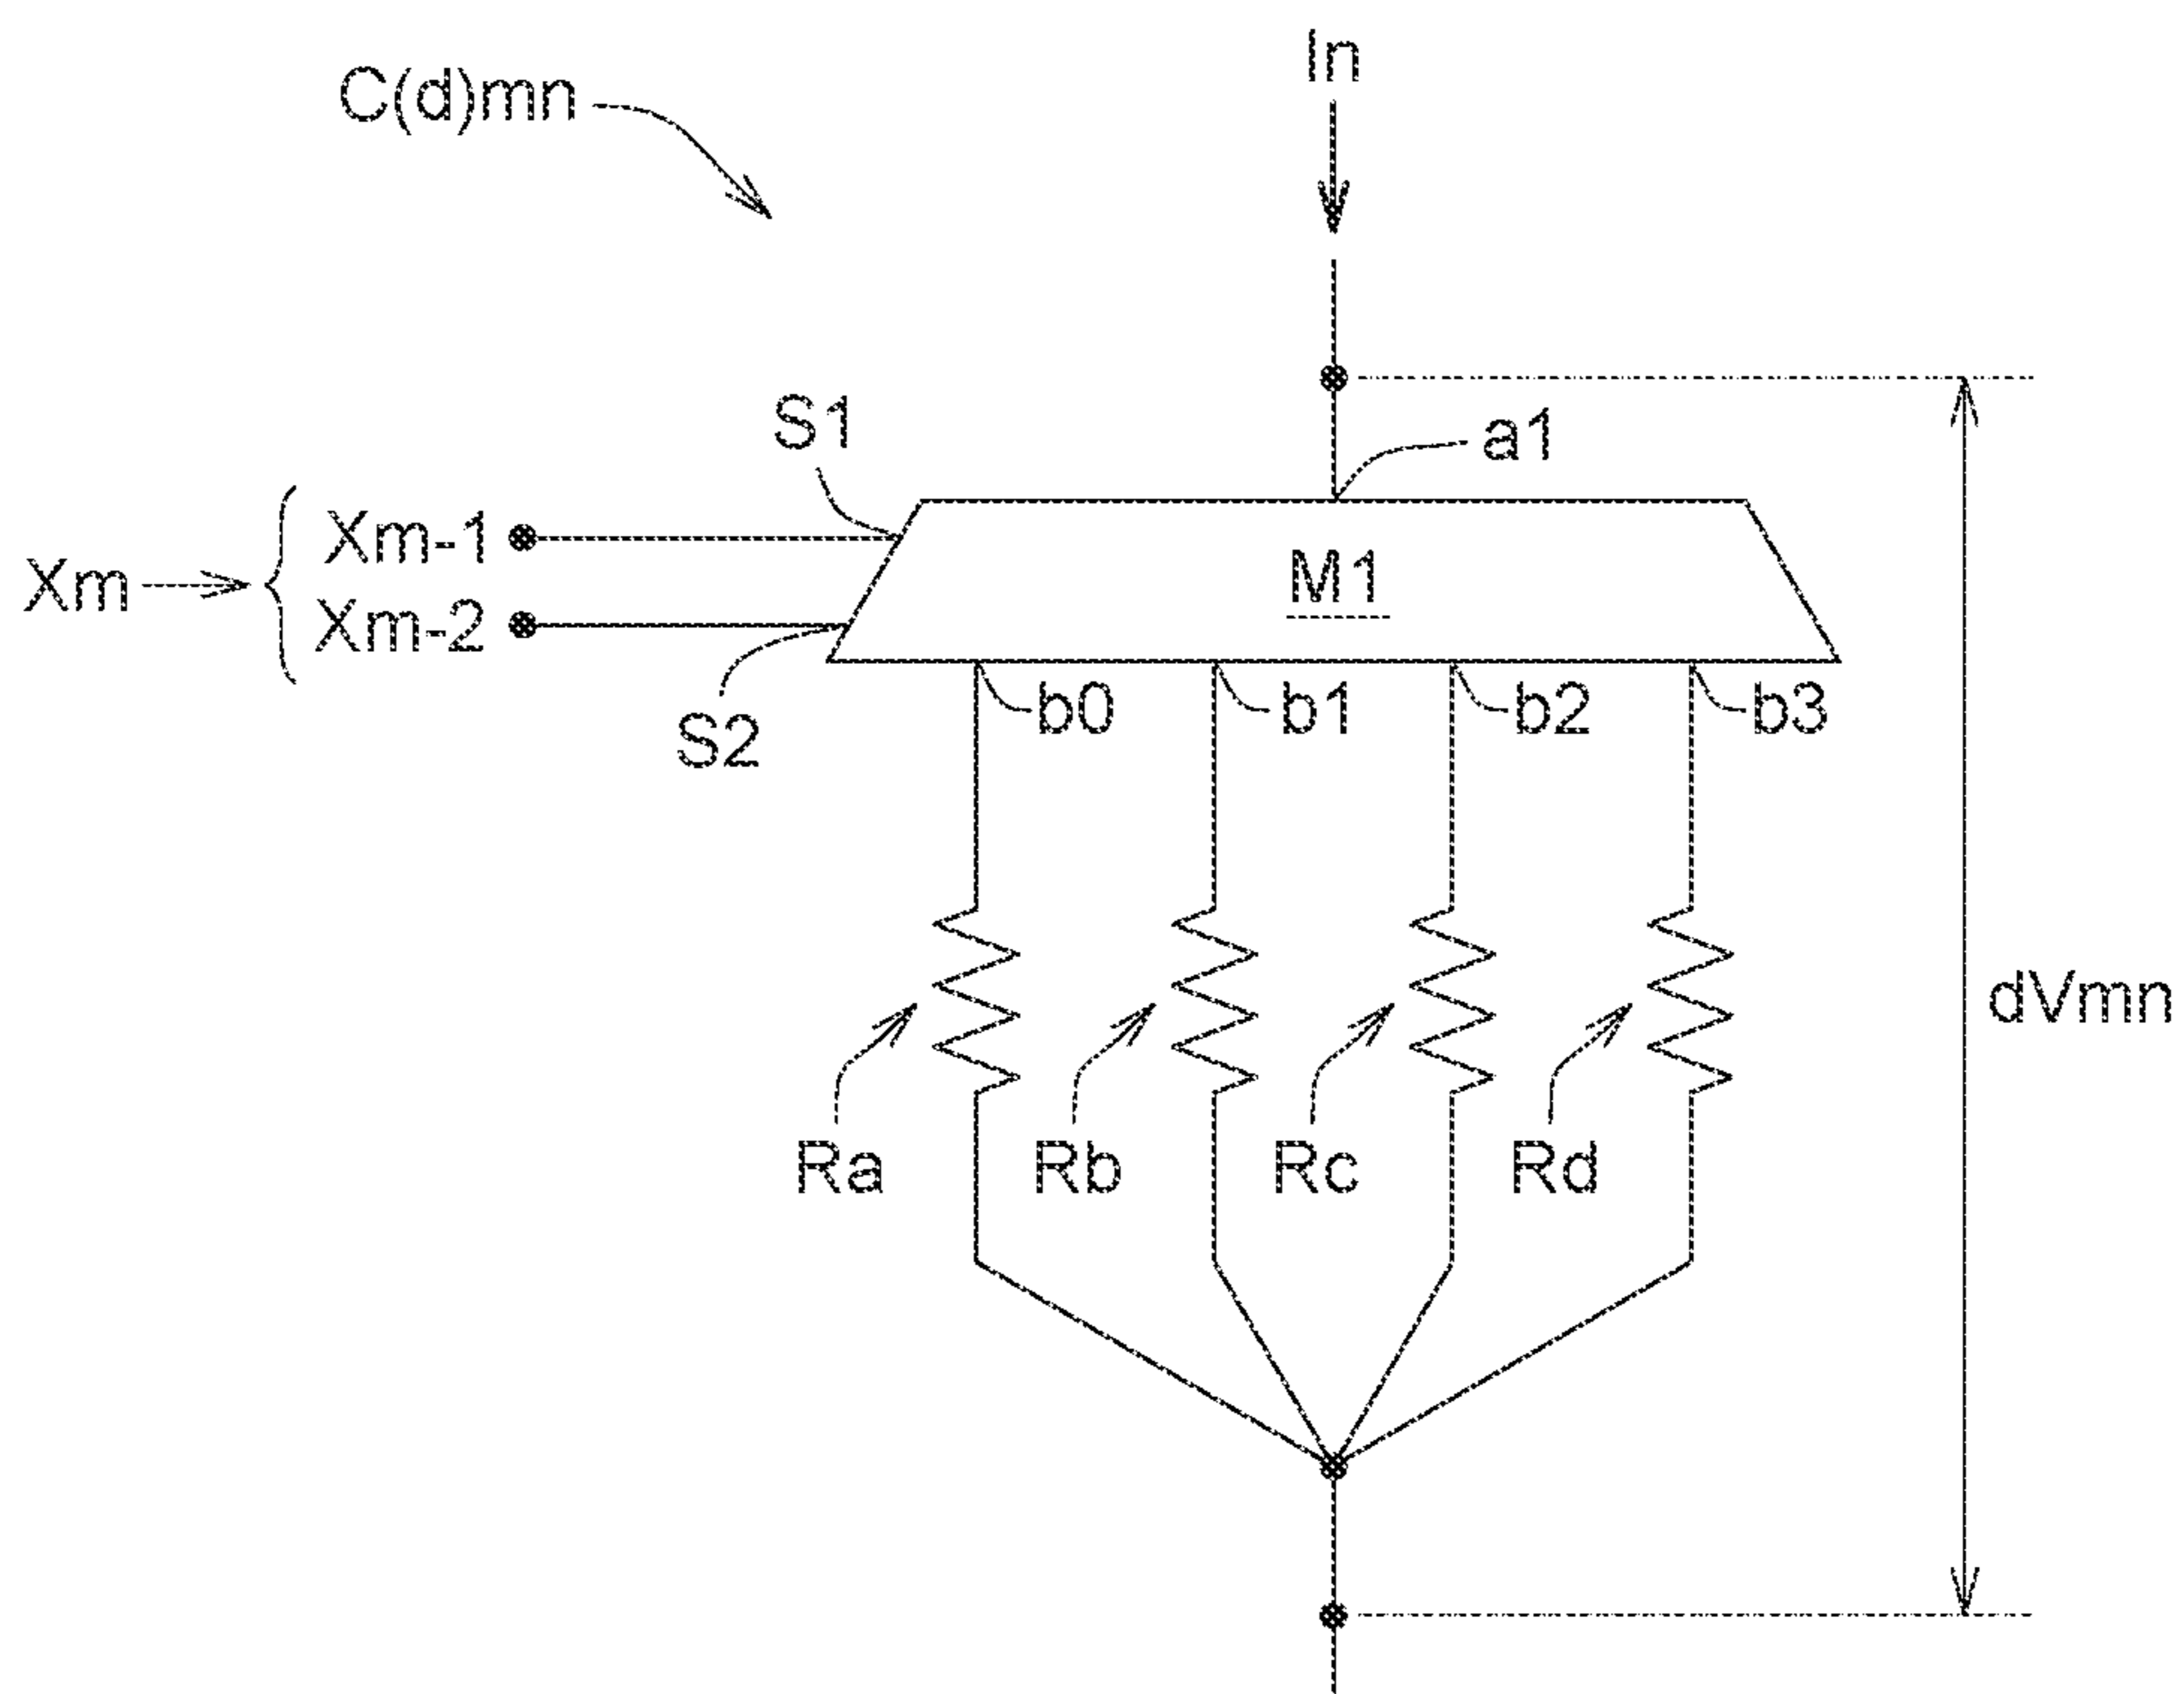 In
C(d)mn
S1
a1
Xm
Xm-1
M1
Xm-2
b0
b1
b2
b3
S2
dVmn
Ra
Rb
Rc
Rd